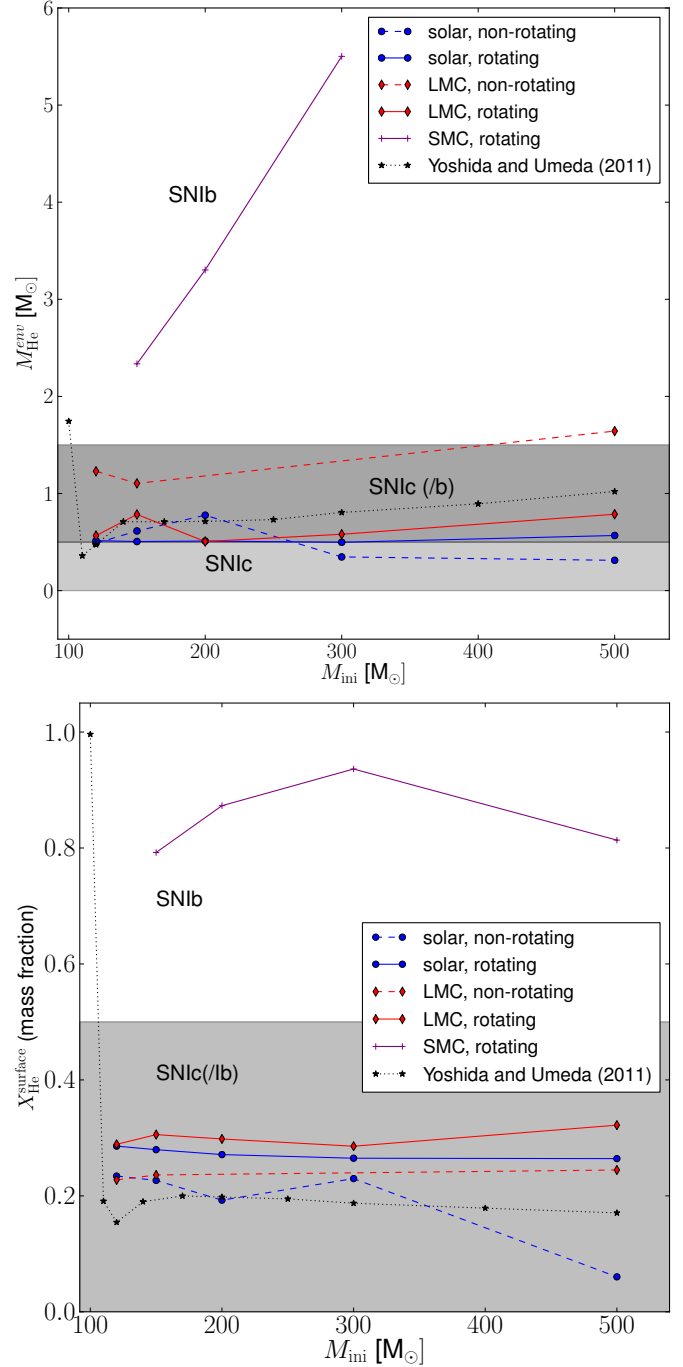 6
5
4
3
2
1
0
M_He^env [M⊙]
solar, non-rotating
solar, rotating
LMC, non-rotating
LMC, rotating
SMC, rotating
Yoshida and Umeda (2011)
SNIb
SNIc (/b)
SNIc
100 200 300 400 500
M_ini [M⊙]
1.0
0.8
0.6
0.4
0.2
0.0
X_He^surface (mass fraction)
SNIb
solar, non-rotating
solar, rotating
LMC, non-rotating
LMC, rotating
SMC, rotating
Yoshida and Umeda (2011)
SNIc(/Ib)
100 200 300 400 500
M_ini [M⊙]